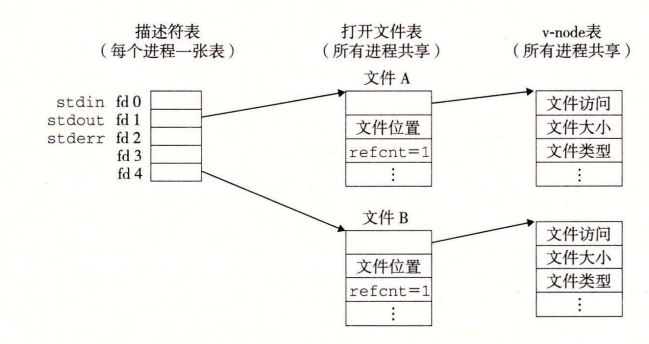 描述符表
（每个进程一张表）
打开文件表
（所有进程共享）
v-node表
（所有进程共享）
stdin fd 0
stdout fd 1
stderr fd 2
fd 3
fd 4
文件 A
文件位置
refcnt=1
⋮
文件访问
文件大小
文件类型
⋮
文件 B
文件位置
refcnt=1
⋮
文件访问
文件大小
文件类型
⋮